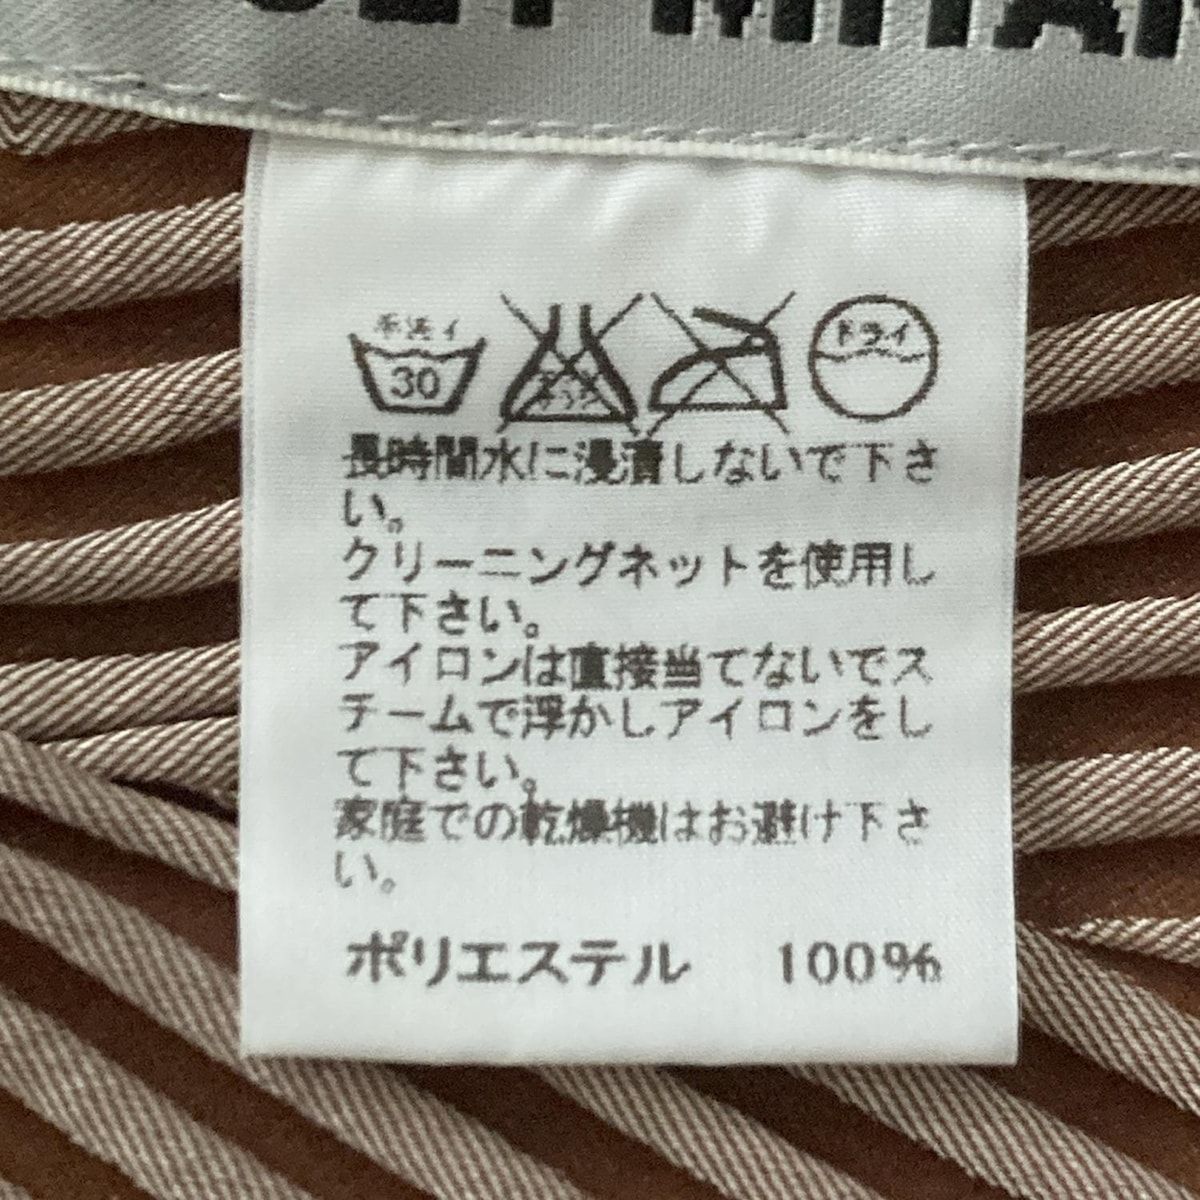 手洗イ
30
ドライ
長時間水に浸漬しないで下さ
い。
クリーニングネットを使用し
て下さい。
アイロンは直接当てないでス
チームで浮かしアイロンをし
て下さい。
家庭での乾燥機はお避け下さ
い。
ポリエステル 100%